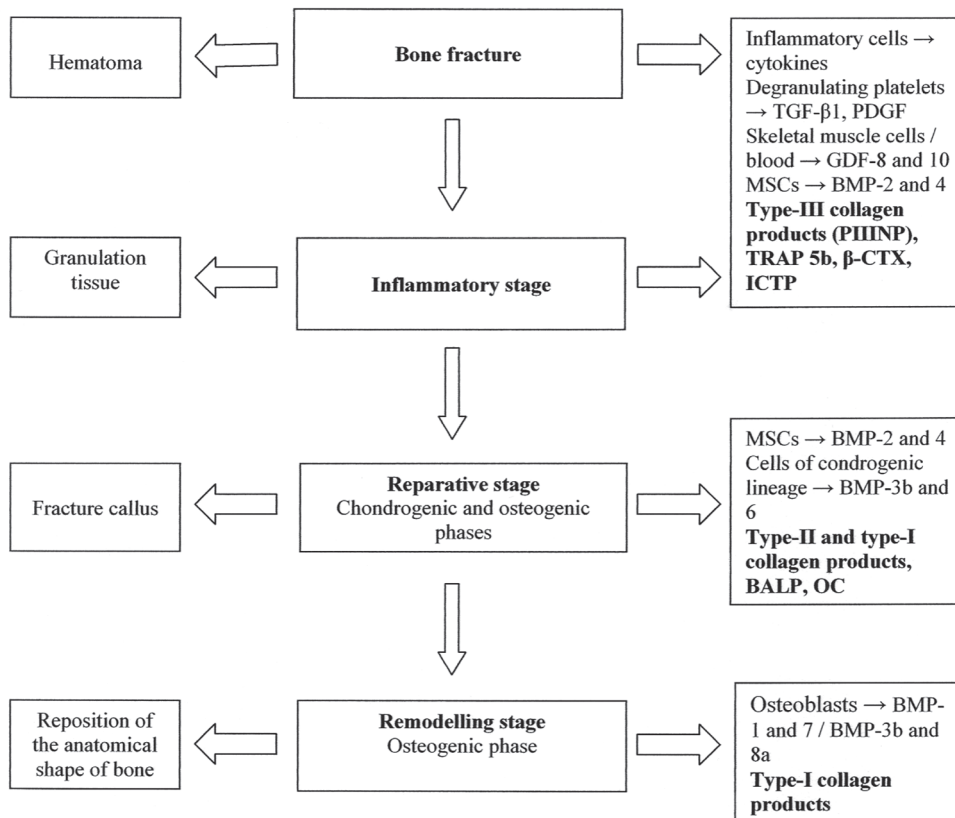 Hematoma
Bone fracture
Inflammatory cells →
cytokines
Degranulating platelets
→ TGF-β1, PDGF
Skeletal muscle cells /
blood → GDF-8 and 10
MSCs → BMP-2 and 4
Type-III collagen
products (PIIINP),
TRAP 5b, β-CTX,
ICTP
Granulation
tissue
Inflammatory stage
Fracture callus
Reparative stage
Chondrogenic and osteogenic
phases
MSCs → BMP-2 and 4
Cells of condrogenic
lineage → BMP-3b and
6
Type-II and type-I
collagen products,
BALP, OC
Reposition of
the anatomical
shape of bone
Remodelling stage
Osteogenic phase
Osteoblasts → BMP-
1 and 7 / BMP-3b and
8a
Type-I collagen
products